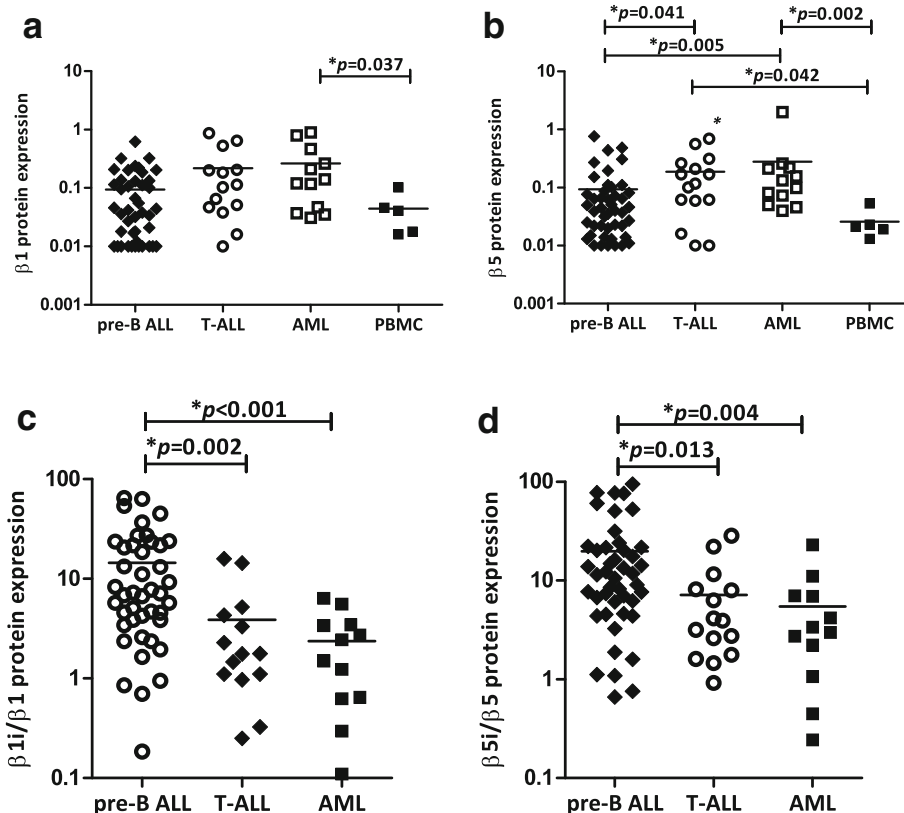 a
*p=0.037
10
1
0.1
0.01
0.001
β1 protein expression
pre-B ALL T-ALL AML PBMC
b
*p=0.041 *p=0.002
*p=0.005
*p=0.042
*
10
1
0.1
0.01
0.001
β5 protein expression
pre-B ALL T-ALL AML PBMC
c
*p<0.001
*p=0.002
100
10
1
0.1
β1i/β1 protein expression
pre-B ALL T-ALL AML
d
*p=0.004
*p=0.013
100
10
1
0.1
β5i/β5 protein expression
pre-B ALL T-ALL AML